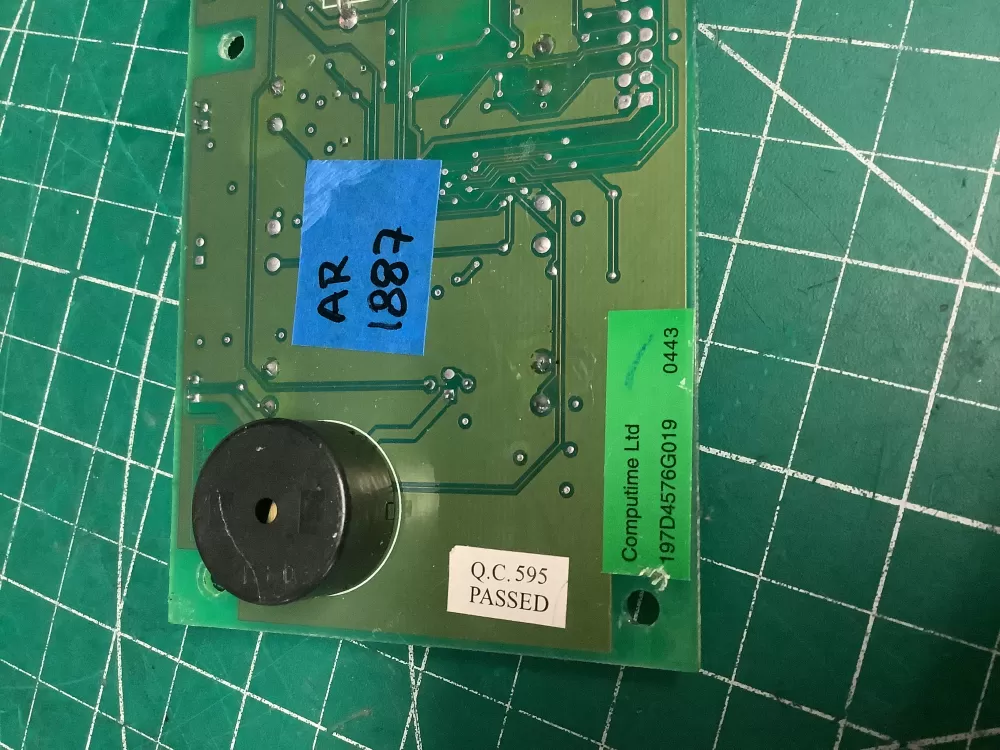 AR
1887
Computime Ltd
197D4576G019 0443
Q.C. 595
PASSED